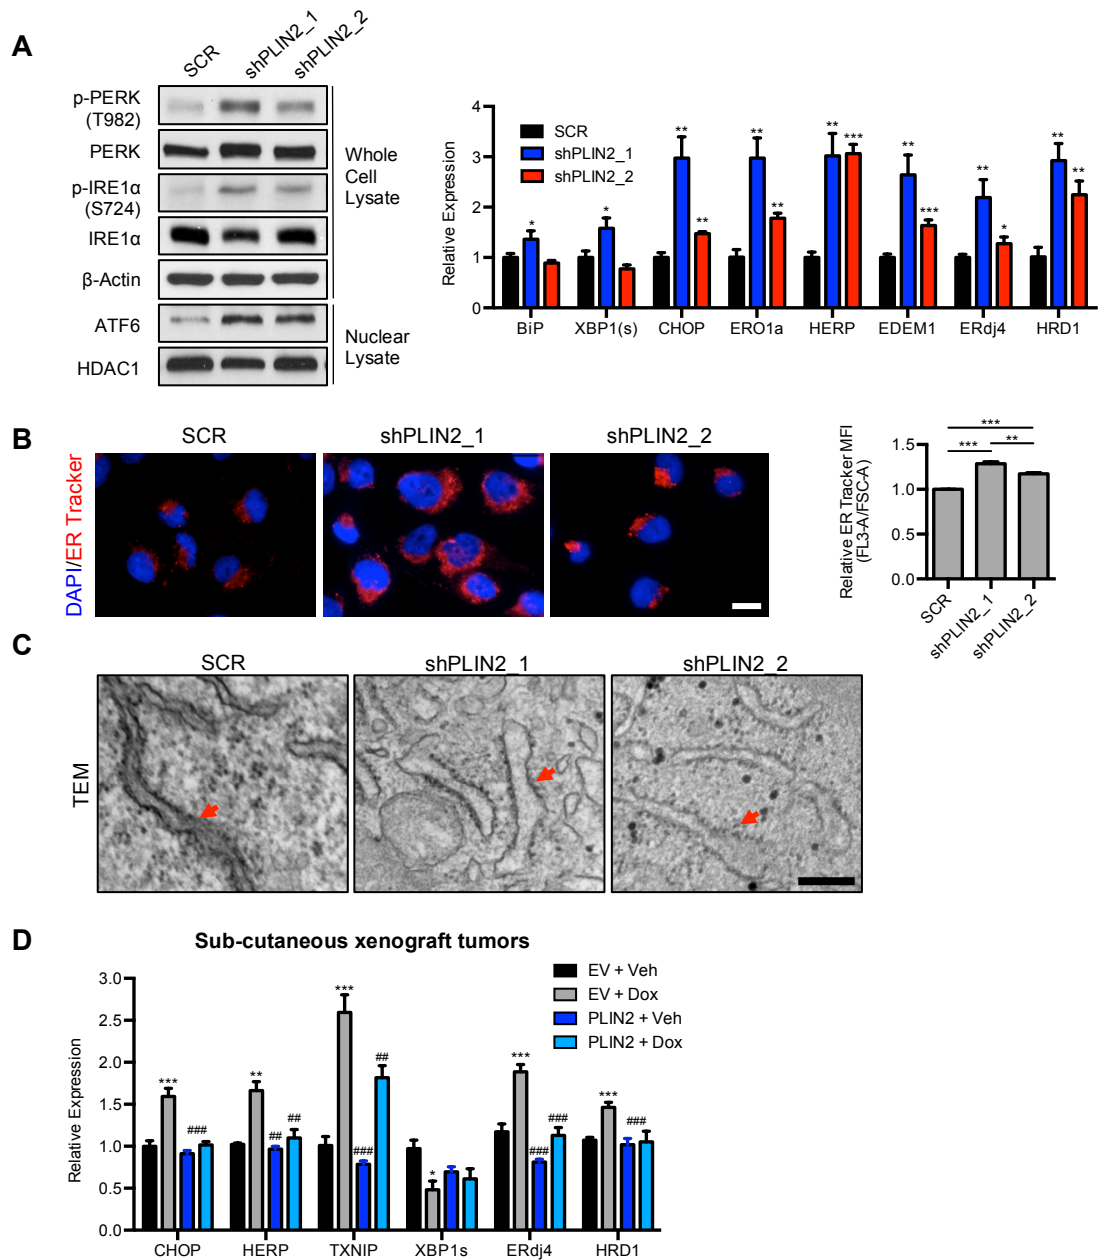 A
SCR
shPLIN2_1
shPLIN2_2
p-PERK
(T982)
PERK
p-IRE1α
(S724)
IRE1α
β-Actin
ATF6
HDAC1
Whole
Cell
Lysate
Nuclear
Lysate
Relative Expression
4
3
2
1
0
SCR
shPLIN2_1
shPLIN2_2
* * ** ** ** ** *** ** *** ** * ** **
BiP XBP1(s) CHOP ERO1a HERP EDEM1 ERdj4 HRD1
B
SCR shPLIN2_1 shPLIN2_2
DAPI/ER Tracker
Relative ER Tracker MFI
(FL3-A/FSC-A)
1.5
1.0
0.5
0.0
***
*** **
SCR
shPLIN2_1
shPLIN2_2
C
SCR shPLIN2_1 shPLIN2_2
TEM
D
Sub-cutaneous xenograft tumors
EV + Veh
EV + Dox
PLIN2 + Veh
PLIN2 + Dox
Relative Expression
3.0
2.5
2.0
1.5
1.0
0.5
0.0
*** ### ** ## ## *** ### ## * *** ### ### *** ###
CHOP HERP TXNIP XBP1s ERdj4 HRD1